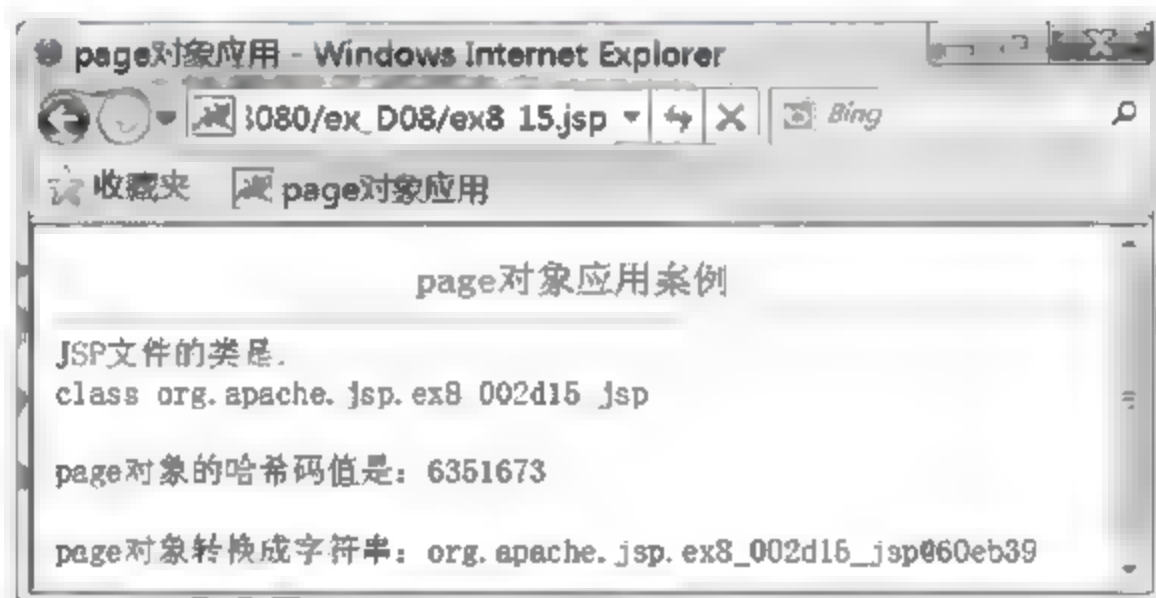 page对象应用 - Windows Internet Explorer
:8080/ex_D08/ex8 15.jsp
Bing
收藏夹
page对象应用
page对象应用案例
JSP文件的类是.
class org.apache.jsp.ex8 002d15 jsp
page对象的哈希码值是：6351673
page对象转换成字符串：org.apache.jsp.ex8_002d15_jsp@60eb39